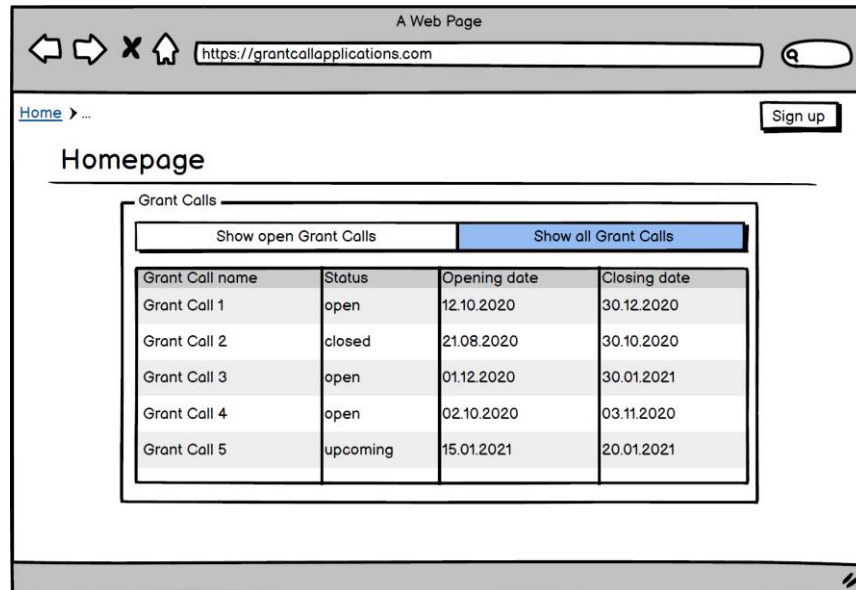 A Web Page
https://grantcallapplications.com
Home ...
Sign up
Homepage
Grant Calls
Show open Grant Calls Show all Grant Calls
Grant Call name Status Opening date Closing date
Grant Call 1 open 12.10.2020 30.12.2020
Grant Call 2 closed 21.08.2020 30.10.2020
Grant Call 3 open 01.12.2020 30.01.2021
Grant Call 4 open 02.10.2020 03.11.2020
Grant Call 5 upcoming 15.01.2021 20.01.2021